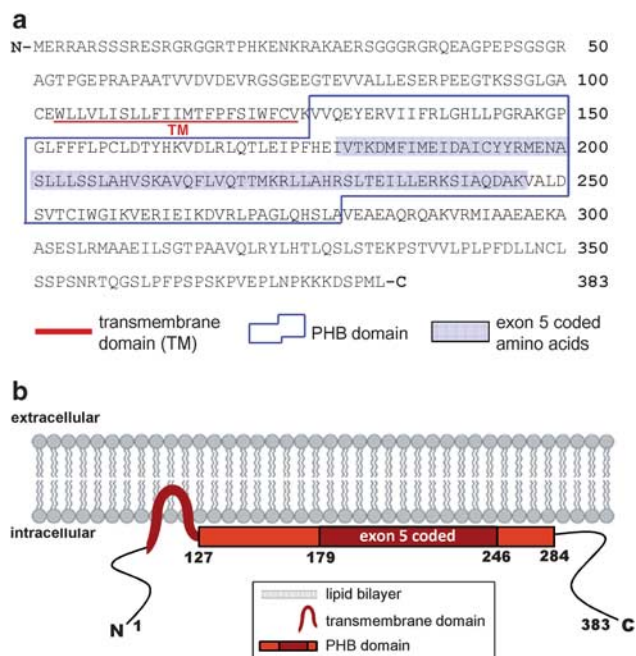 a
N-MERRARSSSRESRGRGGRTPHKENKRAKAERSGGGRGRQEAGPEPSGSGR 50
AGTPGEPRAPAATVVDVDEVRGSGEEGTEVVALLESERPEEGTKSSGLGA 100
CEWLLVLISLLFIIMTFPFSIWFCVKVVQEYERVIIFRLGHLLPGRAKGP 150
TM
GLFFFLPCLDTYHKVDLRLQTLEIPFHEIVTKDMFIMEIDAICYYRMENA 200
SLLLSSLAHVSKAVQFLVQTTMKRLLAHRSLTEILLERKSIAQDAKVALD 250
SVTCIWGIKVERIEIKDVRLPAGLQHSLAVEAEAQRQAKVRMIAAEAEKA 300
ASESLRMAAEILSGTPAAVQLRYLHTLQSLSTEKPSTVVLPLPFDLLNCL 350
SSPSNRTQGSLPFPSPSKPVEPLNPKKKDSPML-C 383
transmembrane domain (TM)
PHB domain
exon 5 coded amino acids
b
extracellular
intracellular
exon 5 coded
127 179 246 284
N 1
383 C
lipid bilayer
transmembrane domain
PHB domain